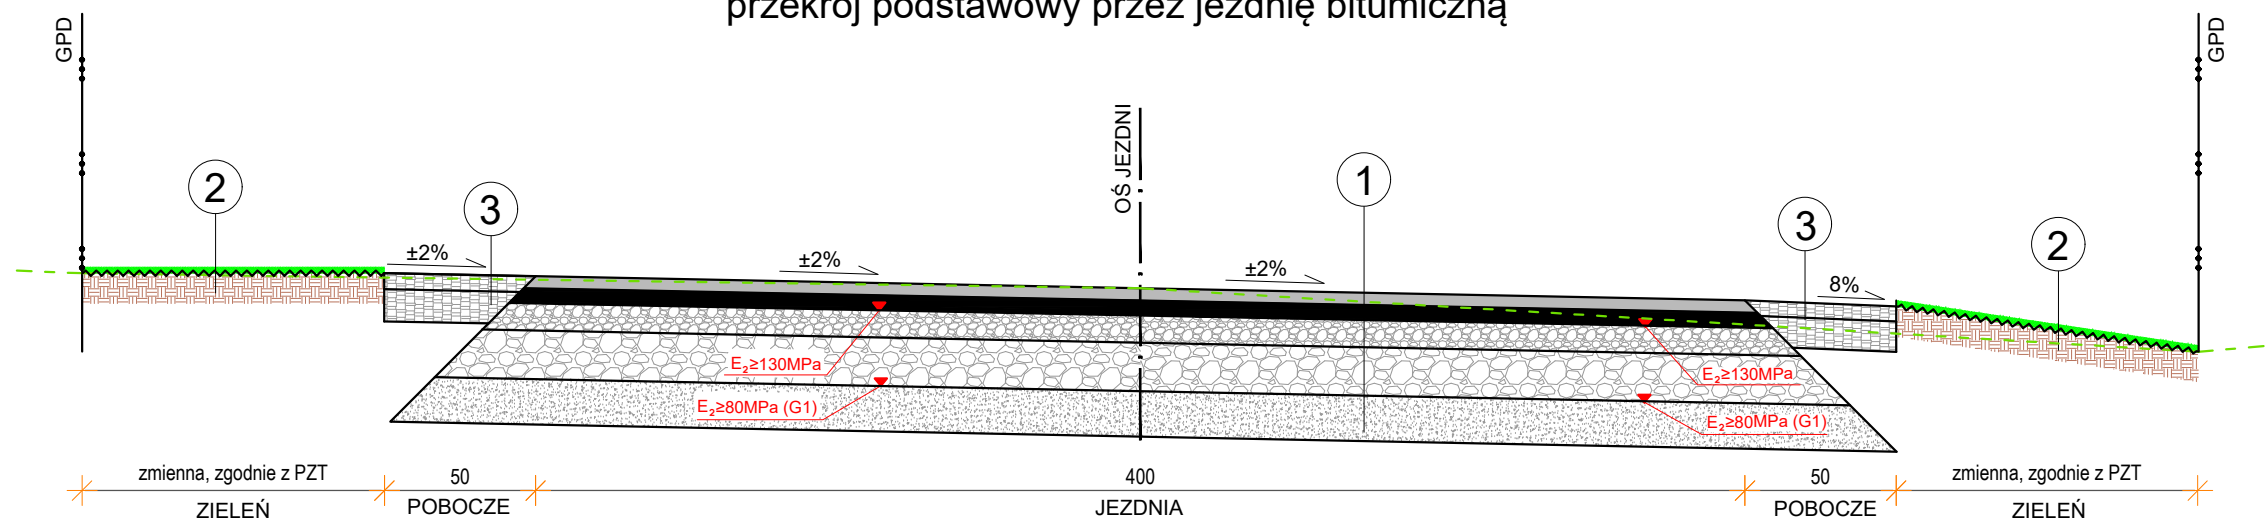 przekrój podstawowy przez jezdnię bitumiczną
GPD
GPD
OŚ JEZDNI
2
3
1
3
2
±2%
±2%
±2%
8%
E₂≥130MPa
E₂≥130MPa
E₂≥80MPa (G1)
E₂≥80MPa (G1)
zmienna, zgodnie z PZT
50
400
50
zmienna, zgodnie z PZT
ZIELEŃ
POBOCZE
JEZDNIA
POBOCZE
ZIELEŃ